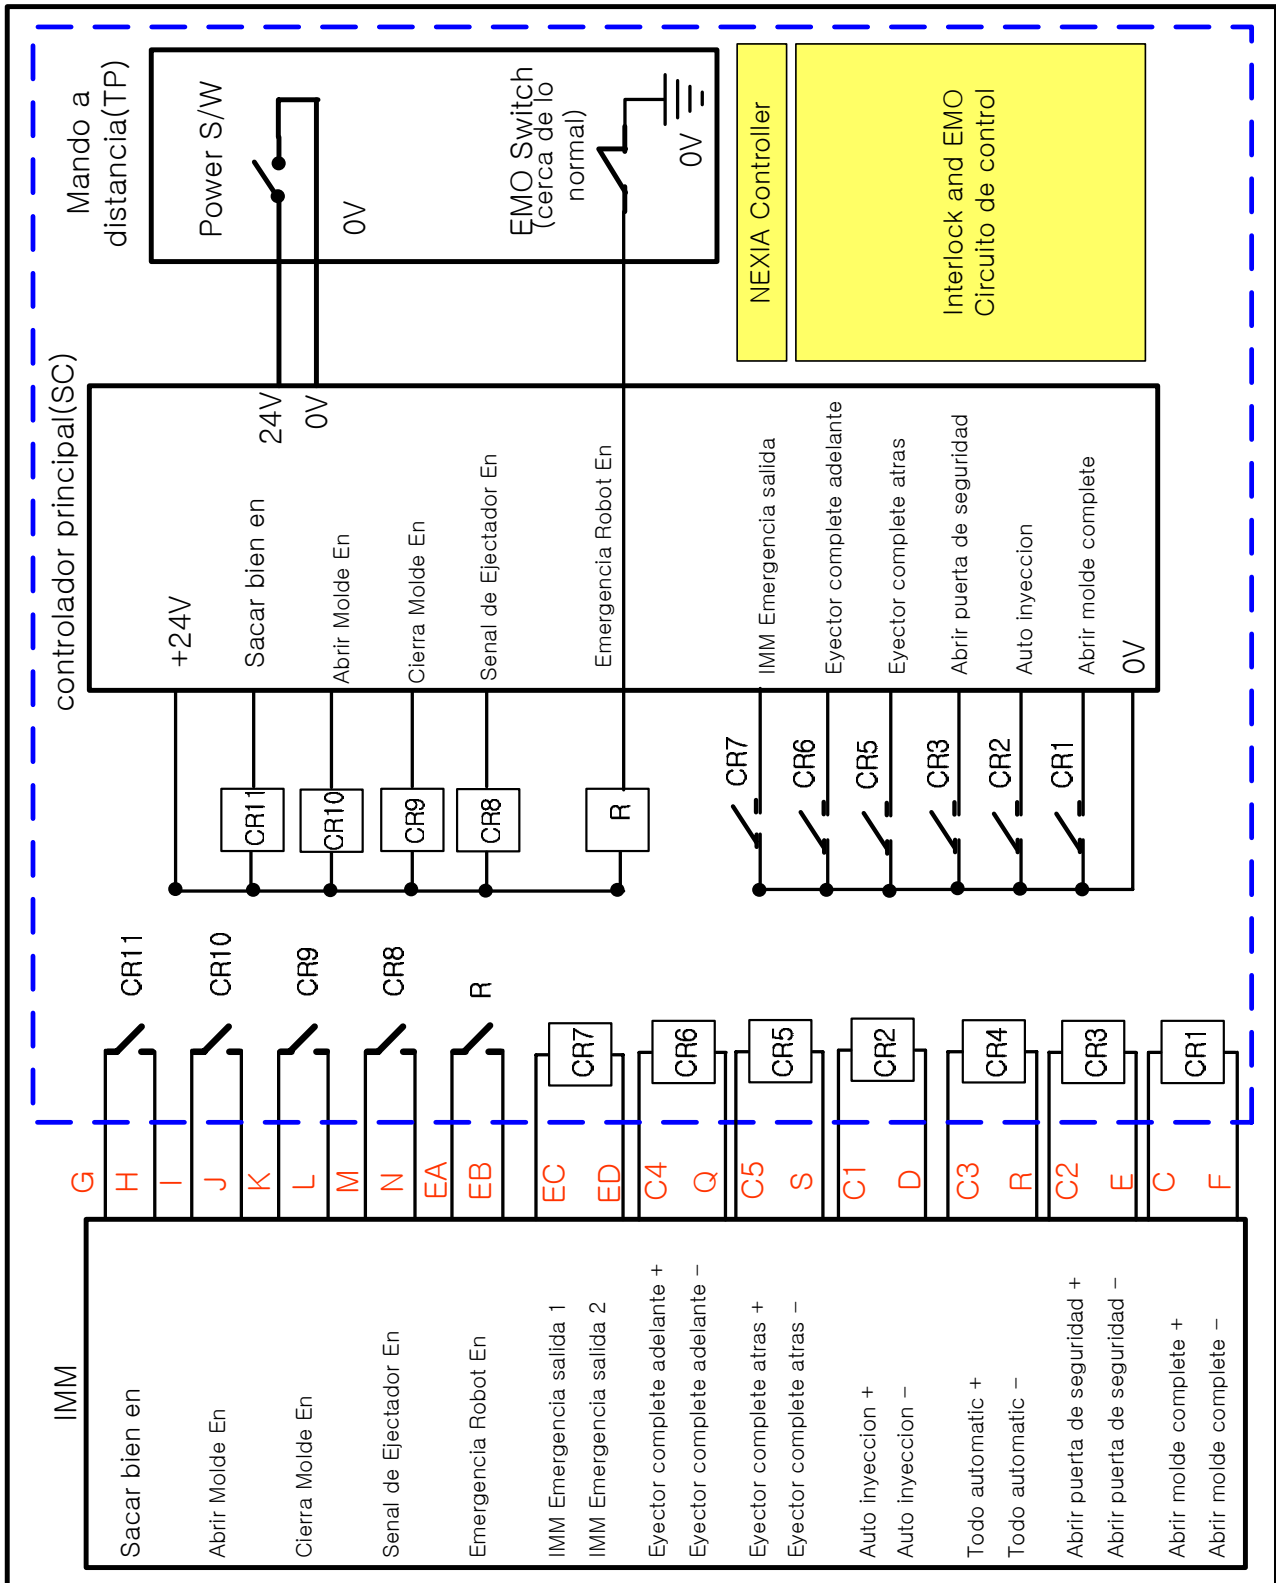 Mando a
distancia(TP)
Power S/W
0V
EMO Switch
(cerca de lo
normal)
0V
NEXIA Controller
Interlock and EMO
Circuito de control
controlador principal(SC)
24V
0V
+24V
Sacar bien en
Abrir Molde En
Cierra Molde En
Senal de Ejectador En
Emergencia Robot En
IMM Emergencia salida
Eyector complete adelante
Eyector complete atras
Abrir puerta de seguridad
Auto inyeccion
Abrir molde complete
0V
CR11
CR10
CR9
CR8
R
CR7
CR6
CR5
CR3
CR2
CR1
CR11
CR10
CR9
CR8
R
CR7
CR6
CR5
CR2
CR4
CR3
CR1
G
H
I
J
K
L
M
N
EA
EB
EC
ED
C4
Q
C5
S
C1
D
C3
R
C2
E
C
F
IMM
Sacar bien en
Abrir Molde En
Cierra Molde En
Senal de Ejectador En
Emergencia Robot En
IMM Emergencia salida 1
IMM Emergencia salida 2
Eyector complete adelante +
Eyector complete adelante −
Eyector complete atras +
Eyector complete atras −
Auto inyeccion +
Auto inyeccion −
Todo automatic +
Todo automatic −
Abrir puerta de seguridad +
Abrir puerta de seguridad −
Abrir molde complete +
Abrir molde complete −